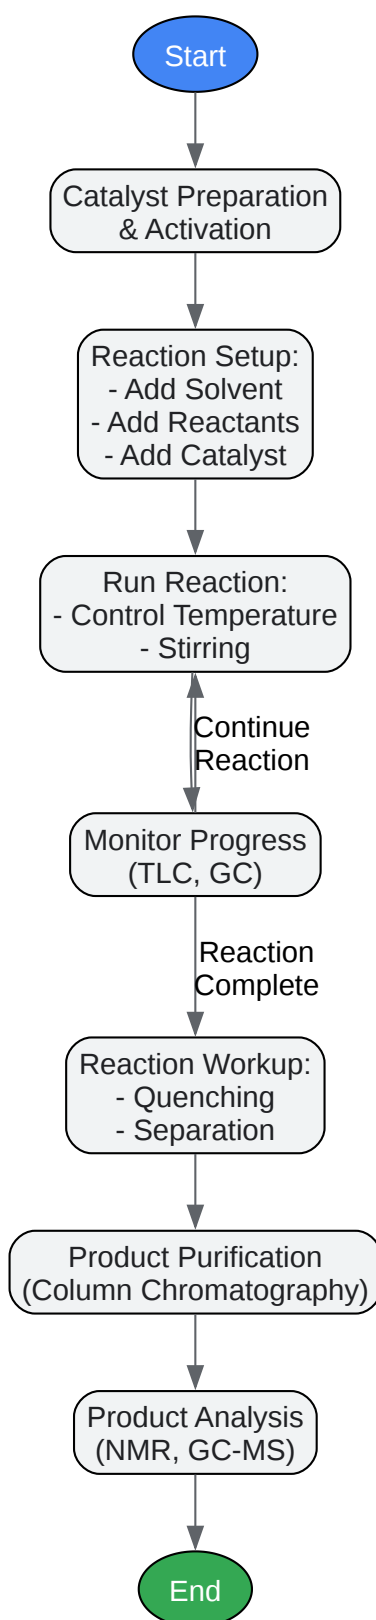 Start
Catalyst Preparation
& Activation
Reaction Setup:
- Add Solvent
- Add Reactants
- Add Catalyst
Run Reaction:
- Control Temperature
- Stirring
Continue
Reaction
Monitor Progress
(TLC, GC)
Reaction
Complete
Reaction Workup:
- Quenching
- Separation
Product Purification
(Column Chromatography)
Product Analysis
(NMR, GC-MS)
End